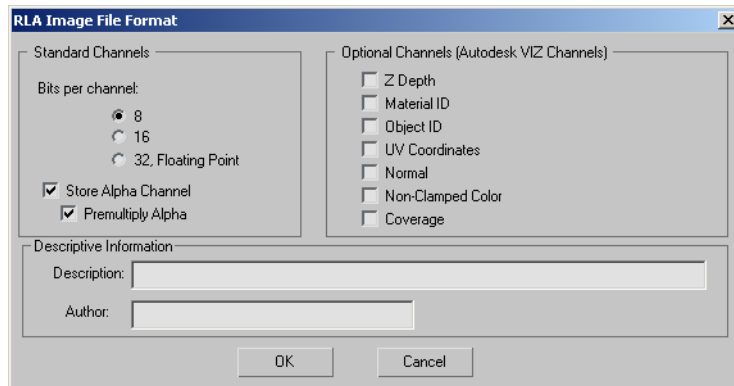 RLA Image File Format
Standard Channels
Bits per channel:
8
16
32, Floating Point
Store Alpha Channel
Premultiply Alpha
Optional Channels (Autodesk VIZ Channels)
Z Depth
Material ID
Object ID
UV Coordinates
Normal
Non-Clamped Color
Coverage
Descriptive Information
Description:
Author:
OK
Cancel